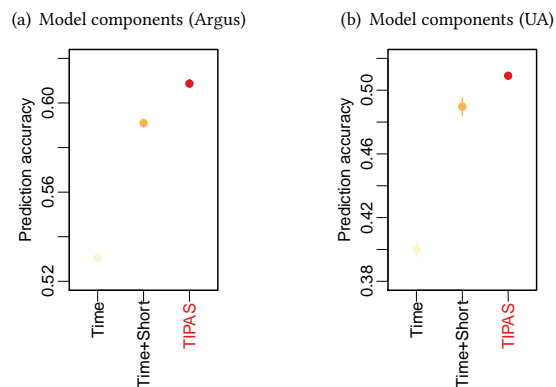 (a) Model components (Argus)
Prediction accuracy
0.60
0.56
0.52
Time
Time+Short
TIPAS
(b) Model components (UA)
Prediction accuracy
0.50
0.46
0.42
0.38
Time
Time+Short
TIPAS